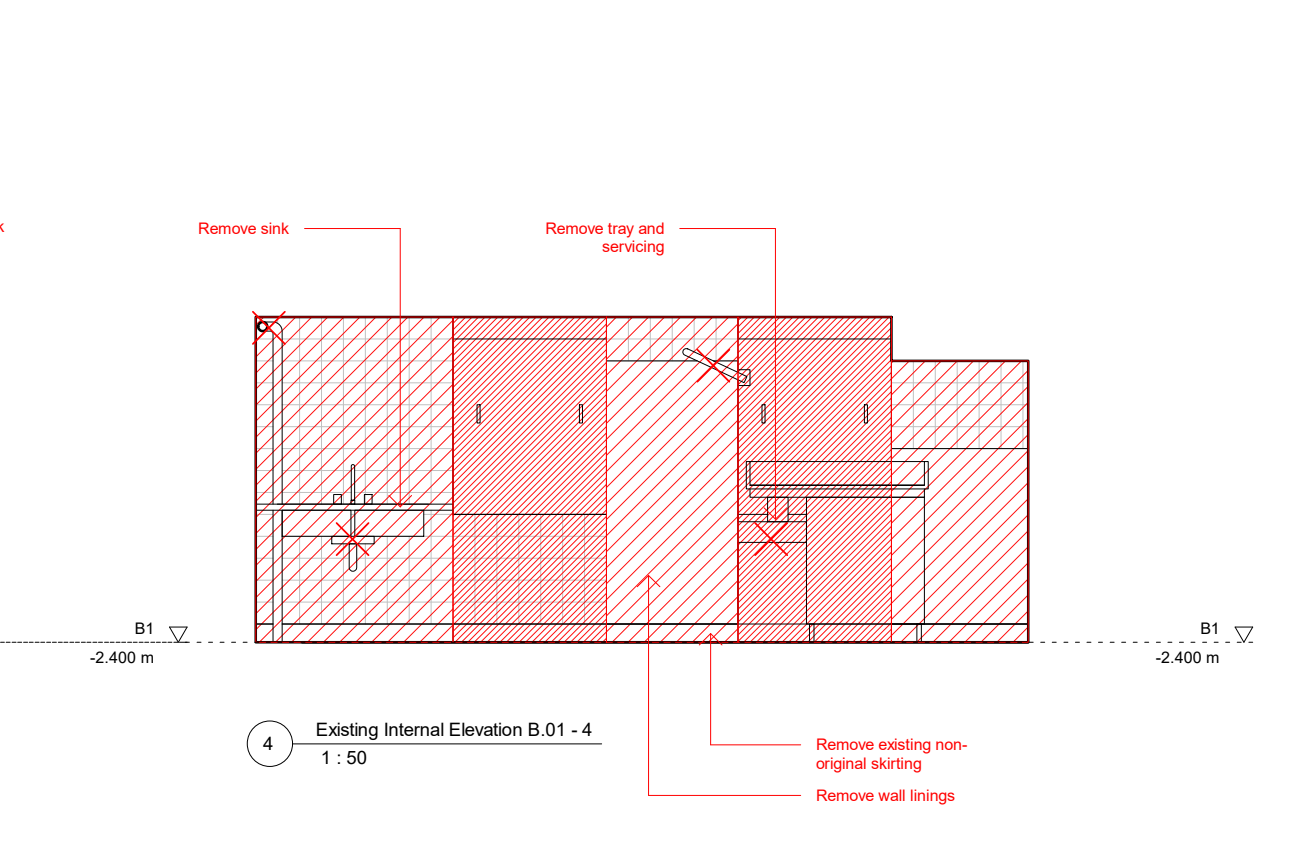 Remove sink
Remove tray and
servicing
B1
-2.400 m
B1
-2.400 m
4
Existing Internal Elevation B.01 - 4
1 : 50
Remove existing non-
original skirting
Remove wall linings